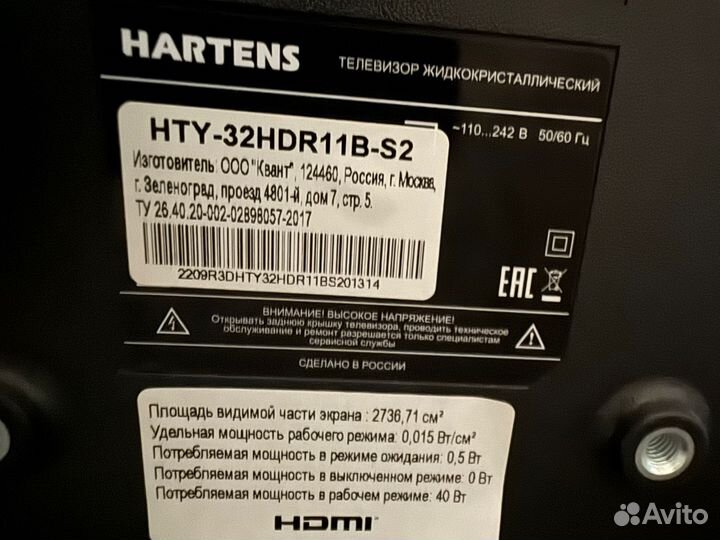 HARTENS
ТЕЛЕВИЗОР ЖИДКОКРИСТАЛЛИЧЕСКИЙ
HTY-32HDR11B-S2
~110...242 В 50/60 Гц
Изготовитель: ООО "Квант", 124460, Россия, г. Москва,
г. Зеленоград, проезд 4801-й, дом 7, стр. 5.
ТУ 26.40.20-002-02898057-2017
2209R3DHTY32HDR11BS201314
EAC
ВНИМАНИЕ! ВЫСОКОЕ НАПРЯЖЕНИЕ!
Открывать заднюю крышку телевизора, проводить техническое
обслуживание и ремонт разрешается только специалистам
сервисной службы
СДЕЛАНО В РОССИИ
Площадь видимой части экрана : 2736,71 см²
Удельная мощность рабочего режима: 0,015 Вт/см²
Потребляемая мощность в режиме ожидания: 0,5 Вт
Потребляемая мощность в выключенном режиме: 0 Вт
Потребляемая мощность в рабочем режиме: 40 Вт
HDMI
Avito